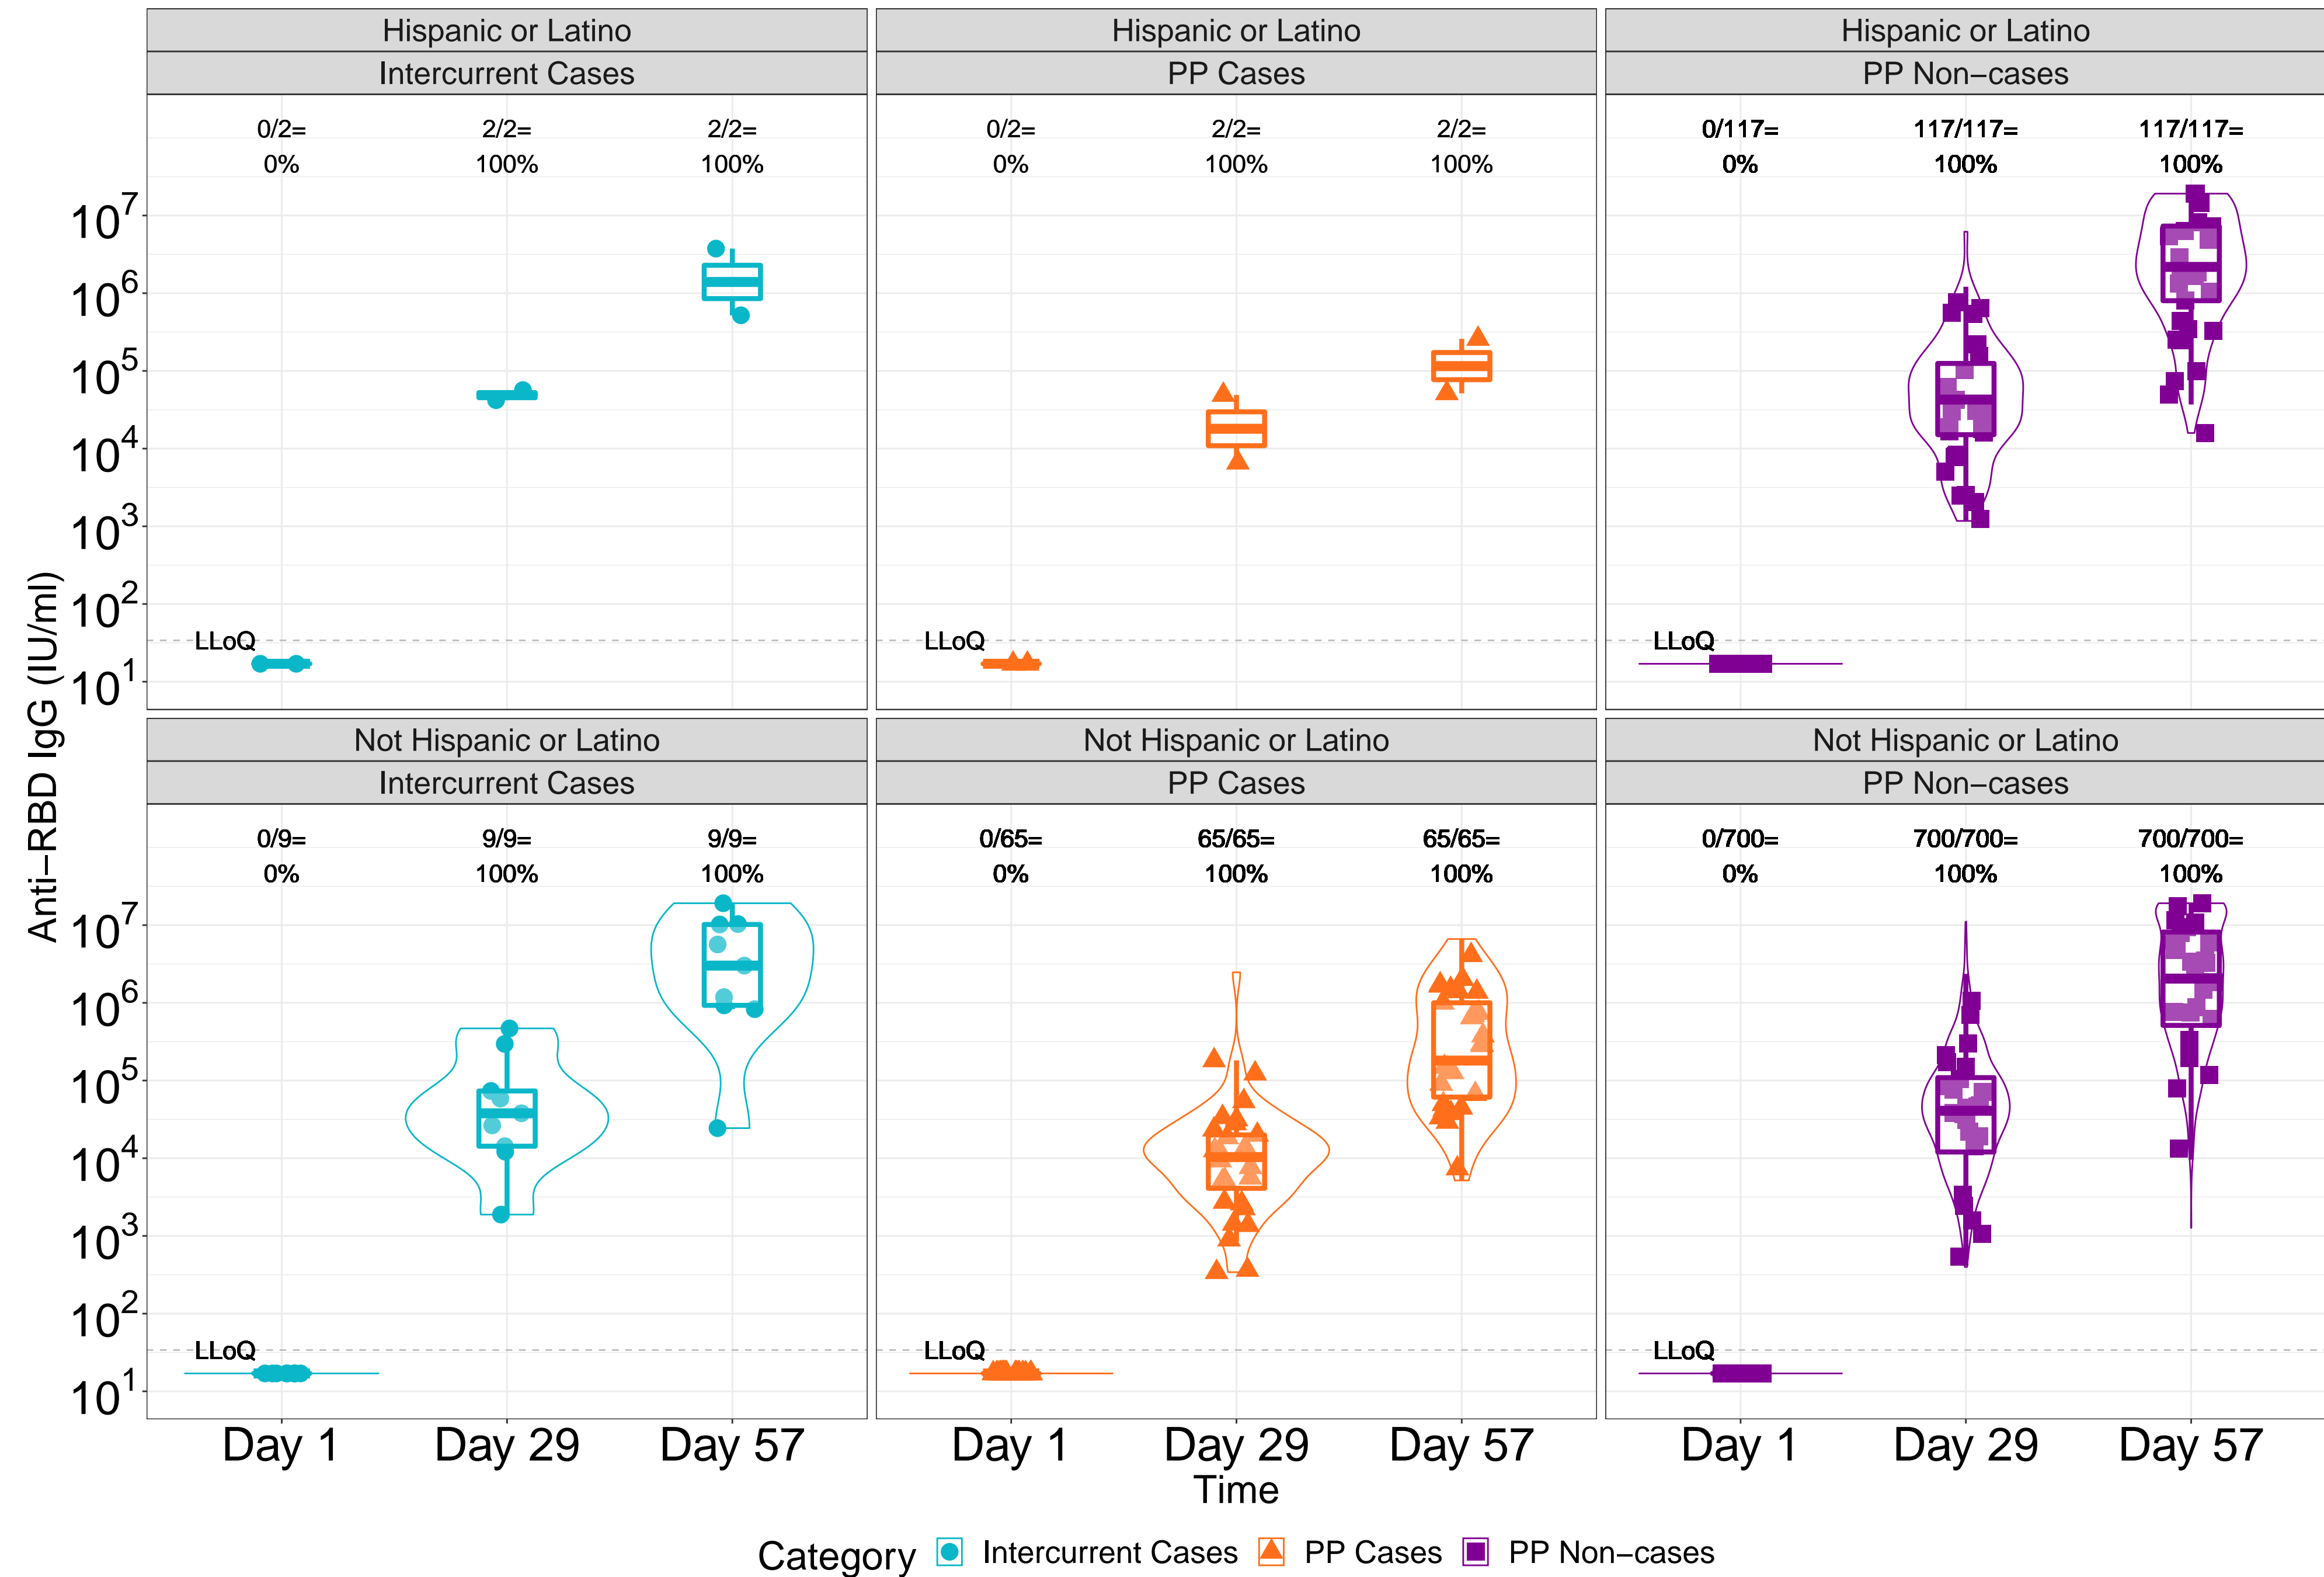 Hispanic or Latino
Intercurrent Cases
Hispanic or Latino
PP Cases
Hispanic or Latino
PP Non−cases
0/2=
0%
2/2=
100%
2/2=
100%
0/2=
0%
2/2=
100%
2/2=
100%
0/117=
0%
117/117=
100%
117/117=
100%
10^7
10^6
10^5
10^4
10^3
10^2
10^1
LLoQ
LLoQ
LLoQ
Anti−RBD IgG (IU/ml)
Not Hispanic or Latino
Intercurrent Cases
Not Hispanic or Latino
PP Cases
Not Hispanic or Latino
PP Non−cases
0/9=
0%
9/9=
100%
9/9=
100%
0/65=
0%
65/65=
100%
65/65=
100%
0/700=
0%
700/700=
100%
700/700=
100%
10^7
10^6
10^5
10^4
10^3
10^2
10^1
LLoQ
LLoQ
LLoQ
Day 1 Day 29 Day 57
Day 1 Day 29 Day 57
Day 1 Day 29 Day 57
Time
Category Intercurrent Cases PP Cases PP Non−cases